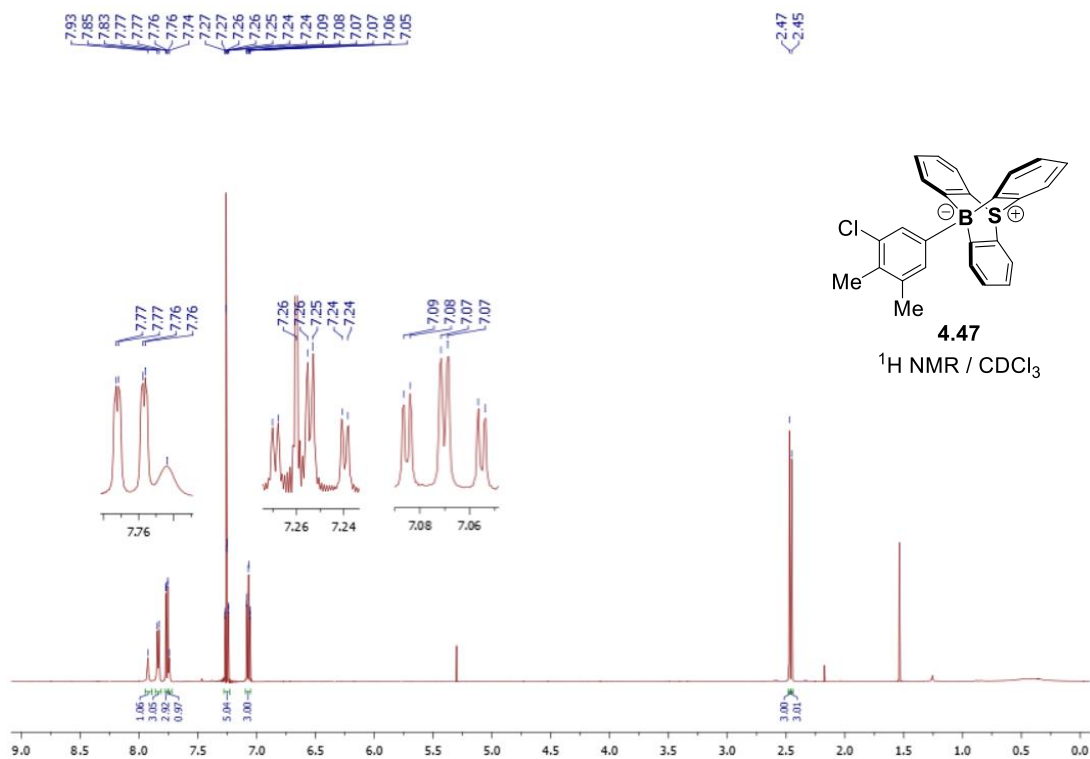 7.93 7.85 7.83 7.77 7.77 7.76 7.76 7.74 7.27 7.27 7.26 7.26 7.25 7.24 7.24 7.09 7.08 7.07 7.07 7.06 7.05
2.47 2.45
Cl
Me
Me
⊖ B S ⊕
4.47
¹H NMR / CDCl₃
7.77 7.77 7.76 7.76
7.26 7.26 7.25 7.24 7.24
7.09 7.08 7.07 7.07
7.76
7.26 7.24
7.08 7.06
1.06 3.05 2.92 0.97 5.04 3.00 3.00 3.01
9.0 8.5 8.0 7.5 7.0 6.5 6.0 5.5 5.0 4.5 4.0 3.5 3.0 2.5 2.0 1.5 1.0 0.5 0.0